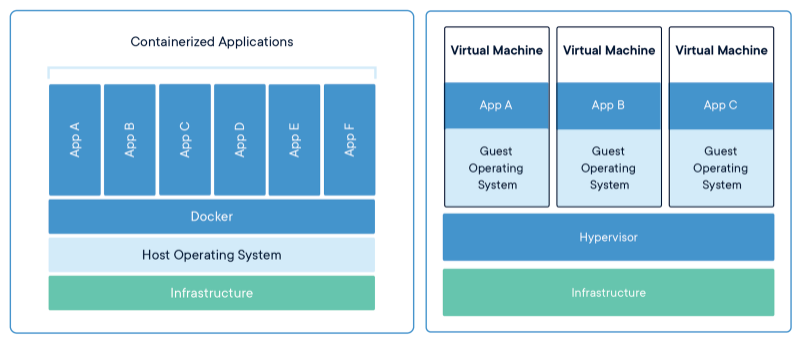 Containerized Applications
App A
App B
App C
App D
App E
App F
Docker
Host Operating System
Infrastructure
Virtual Machine
App A
Guest
Operating
System
Virtual Machine
App B
Guest
Operating
System
Virtual Machine
App C
Guest
Operating
System
Hypervisor
Infrastructure